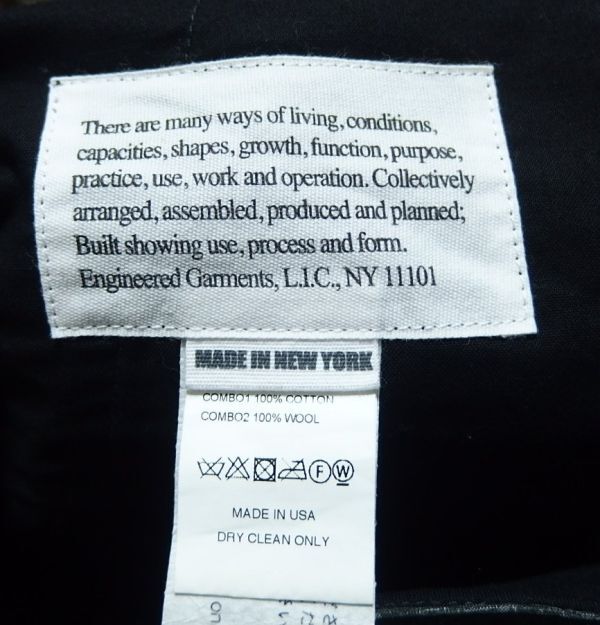 There are many ways of living, conditions,
capacities, shapes, growth, function, purpose,
practice, use, work and operation. Collectively
arranged, assembled, produced and planned;
Built showing use, process and form.
Engineered Garments, L.I.C., NY 11101
MADE IN NEW YORK
COMBO1 100% COTTON
COMBO2 100% WOOL
F W
MADE IN USA
DRY CLEAN ONLY